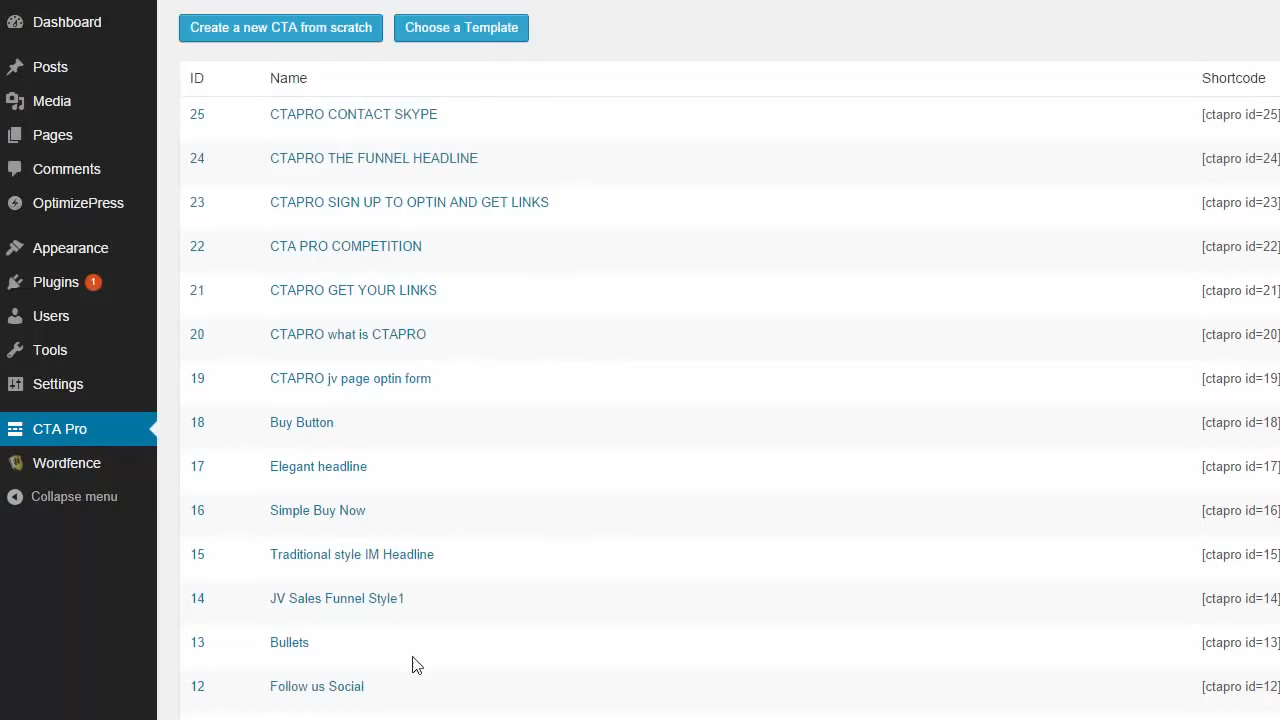 Dashboard
Posts
Media
Pages
Comments
OptimizePress
Appearance
Plugins 1
Users
Tools
Settings
CTA Pro
Wordfence
Collapse menu
Create a new CTA from scratch Choose a Template
ID Name Shortcode
25 CTAPRO CONTACT SKYPE [ctapro id=25]
24 CTAPRO THE FUNNEL HEADLINE [ctapro id=24]
23 CTAPRO SIGN UP TO OPTIN AND GET LINKS [ctapro id=23]
22 CTA PRO COMPETITION [ctapro id=22]
21 CTAPRO GET YOUR LINKS [ctapro id=21]
20 CTAPRO what is CTAPRO [ctapro id=20]
19 CTAPRO jv page optin form [ctapro id=19]
18 Buy Button [ctapro id=18]
17 Elegant headline [ctapro id=17]
16 Simple Buy Now [ctapro id=16]
15 Traditional style IM Headline [ctapro id=15]
14 JV Sales Funnel Style1 [ctapro id=14]
13 Bullets [ctapro id=13]
12 Follow us Social [ctapro id=12]